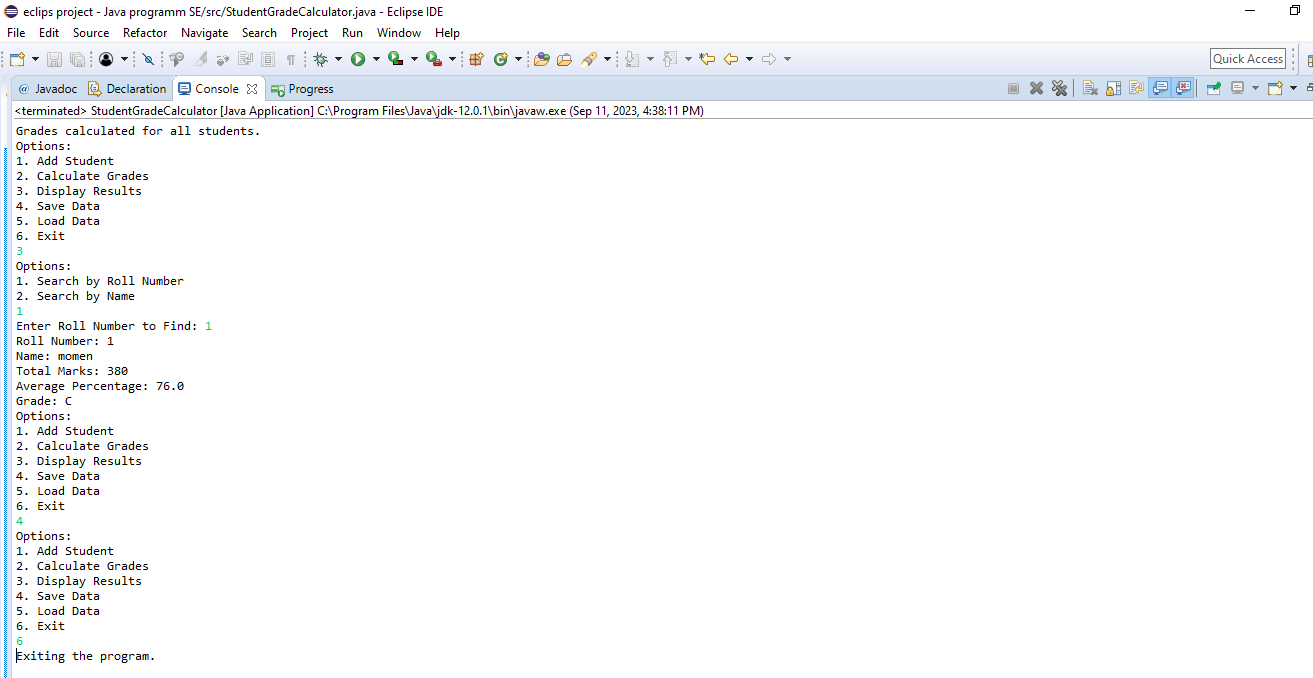 eclips project - Java programm SE/src/StudentGradeCalculator.java - Eclipse IDE
File Edit Source Refactor Navigate Search Project Run Window Help
Quick Access
@ Javadoc Declaration Console Progress
<terminated> StudentGradeCalculator [Java Application] C:\Program Files\Java\jdk-12.0.1\bin\javaw.exe (Sep 11, 2023, 4:38:11 PM)
Grades calculated for all students.
Options:
1. Add Student
2. Calculate Grades
3. Display Results
4. Save Data
5. Load Data
6. Exit
3
Options:
1. Search by Roll Number
2. Search by Name
1
Enter Roll Number to Find: 1
Roll Number: 1
Name: momen
Total Marks: 380
Average Percentage: 76.0
Grade: C
Options:
1. Add Student
2. Calculate Grades
3. Display Results
4. Save Data
5. Load Data
6. Exit
4
Options:
1. Add Student
2. Calculate Grades
3. Display Results
4. Save Data
5. Load Data
6. Exit
6
Exiting the program.